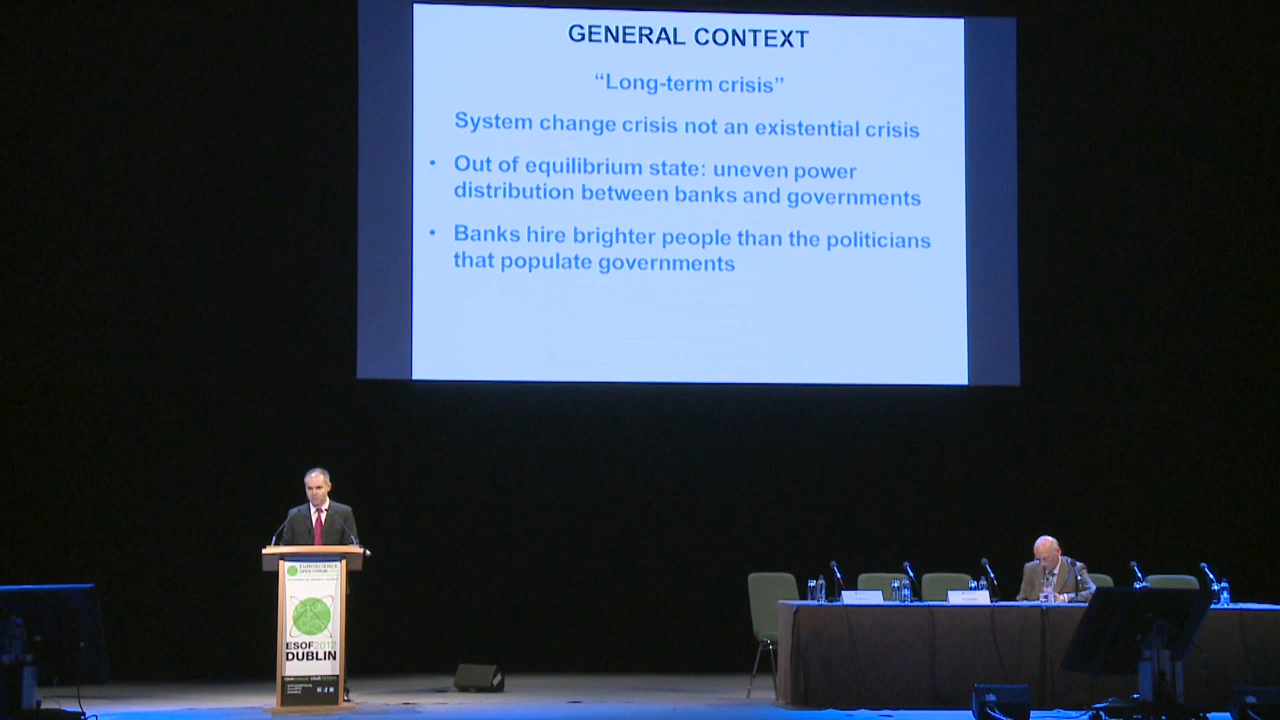 GENERAL CONTEXT
“Long-term crisis”
System change crisis not an existential crisis
• Out of equilibrium state: uneven power
distribution between banks and governments
• Banks hire brighter people than the politicians
that populate governments
EUROSCIENCE
OPEN FORUM
ESOF2012
DUBLIN